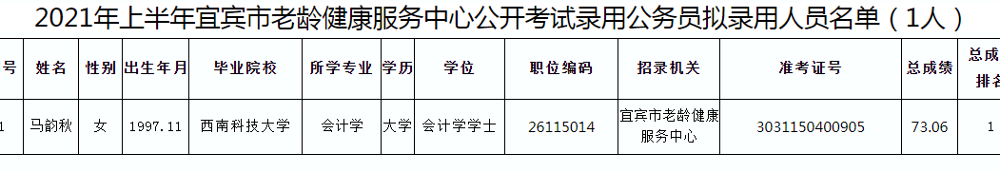 2021年上半年宜宾市老龄健康服务中心公开考试录用公务员拟录用人员名单（1人）
号 姓名 性别 出生年月 毕业院校 所学专业 学历 学位 职位编码 招录机关 准考证号 总成绩 总成
排名
1 马韵秋 女 1997.11 西南科技大学 会计学 大学 会计学学士 26115014 宜宾市老龄健康 3031150400905 73.06 1
服务中心